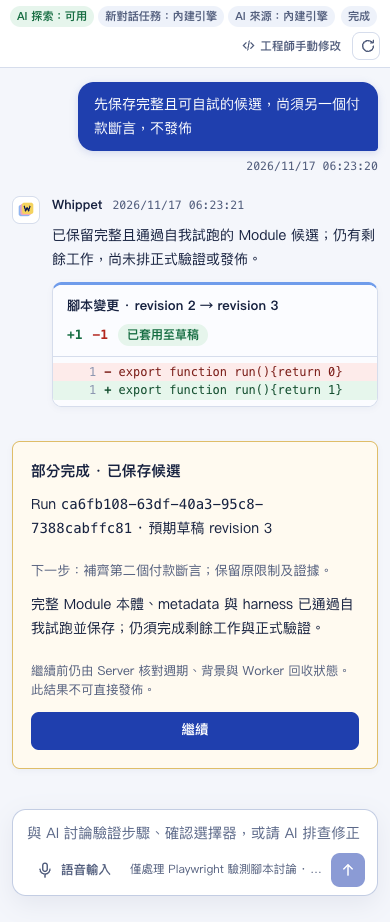 AI 探索：可用 新對話任務：內建引擎 AI 來源：內建引擎 完成
工程師手動修改
先保存完整且可自試的候選，尚須另一個付
款斷言，不發佈
2026/11/17 06:23:20
Whippet 2026/11/17 06:23:21
已保留完整且通過自我試跑的 Module 候選；仍有剩
餘工作，尚未排正式驗證或發佈。
腳本變更 · revision 2 → revision 3
+1 −1 已套用至草稿
1 − export function run(){return 0}
1 + export function run(){return 1}
部分完成 · 已保存候選
Run ca6fb108-63df-40a3-95c8-
7388cabffc81 · 預期草稿 revision 3
下一步：補齊第二個付款斷言；保留原限制及證據。
完整 Module 本體、metadata 與 harness 已通過自
我試跑並保存；仍須完成剩餘工作與正式驗證。
繼續前仍由 Server 核對週期、背景與 Worker 回收狀態。
此結果不可直接發佈。
繼續
與 AI 討論驗證步驟、確認選擇器，或請 AI 排查修正
語音輸入 僅處理 Playwright 驗測腳本討論 · ...